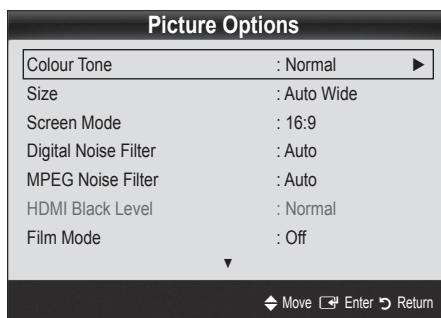 Picture Options
Colour Tone : Normal ►
Size : Auto Wide
Screen Mode : 16:9
Digital Noise Filter : Auto
MPEG Noise Filter : Auto
HDMI Black Level : Normal
Film Mode : Off
▼
Move Enter Return